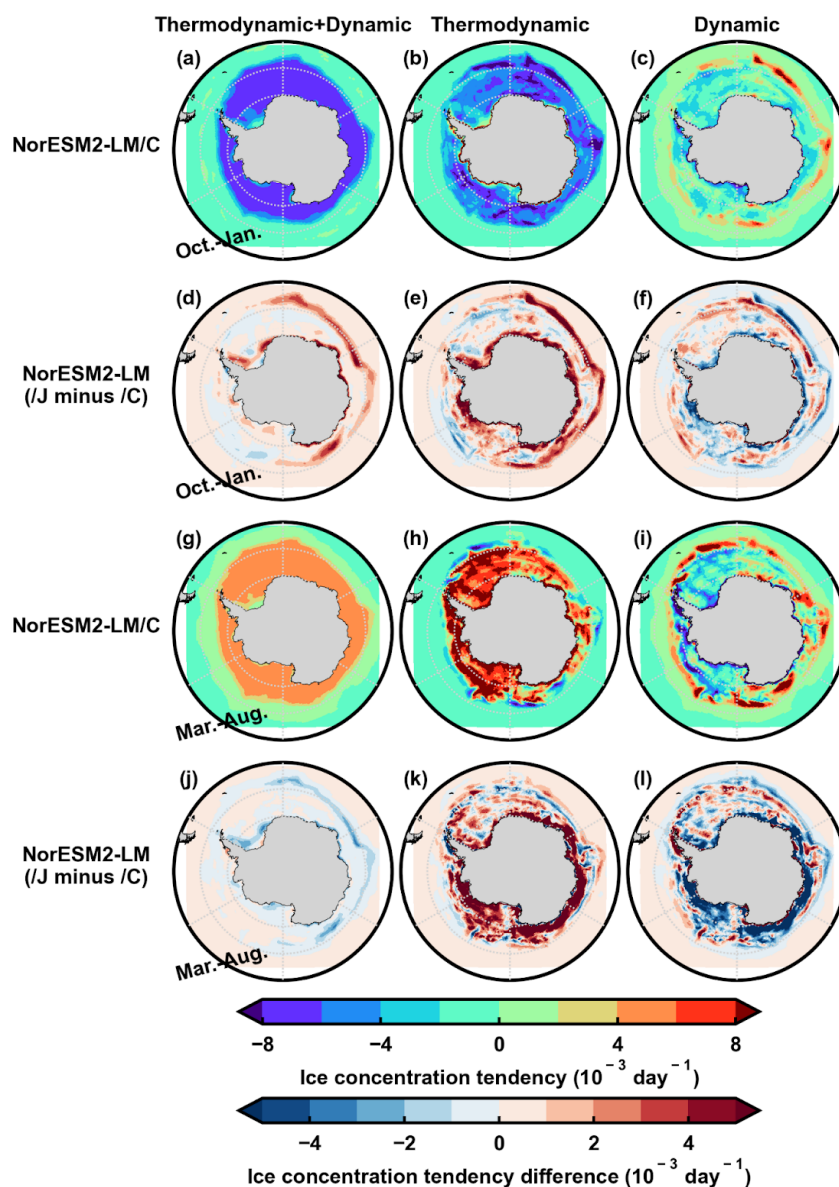 Thermodynamic+Dynamic Thermodynamic Dynamic
(a) (b) (c)
NorESM2-LM/C
Oct.-Jan.
(d) (e) (f)
NorESM2-LM
(/J minus /C)
Oct.-Jan.
(g) (h) (i)
NorESM2-LM/C
Mar.-Aug.
(j) (k) (l)
NorESM2-LM
(/J minus /C)
Mar.-Aug.
−8 −4 0 4 8
Ice concentration tendency (10⁻³ day⁻¹)
−4 −2 0 2 4
Ice concentration tendency difference (10⁻³ day⁻¹)